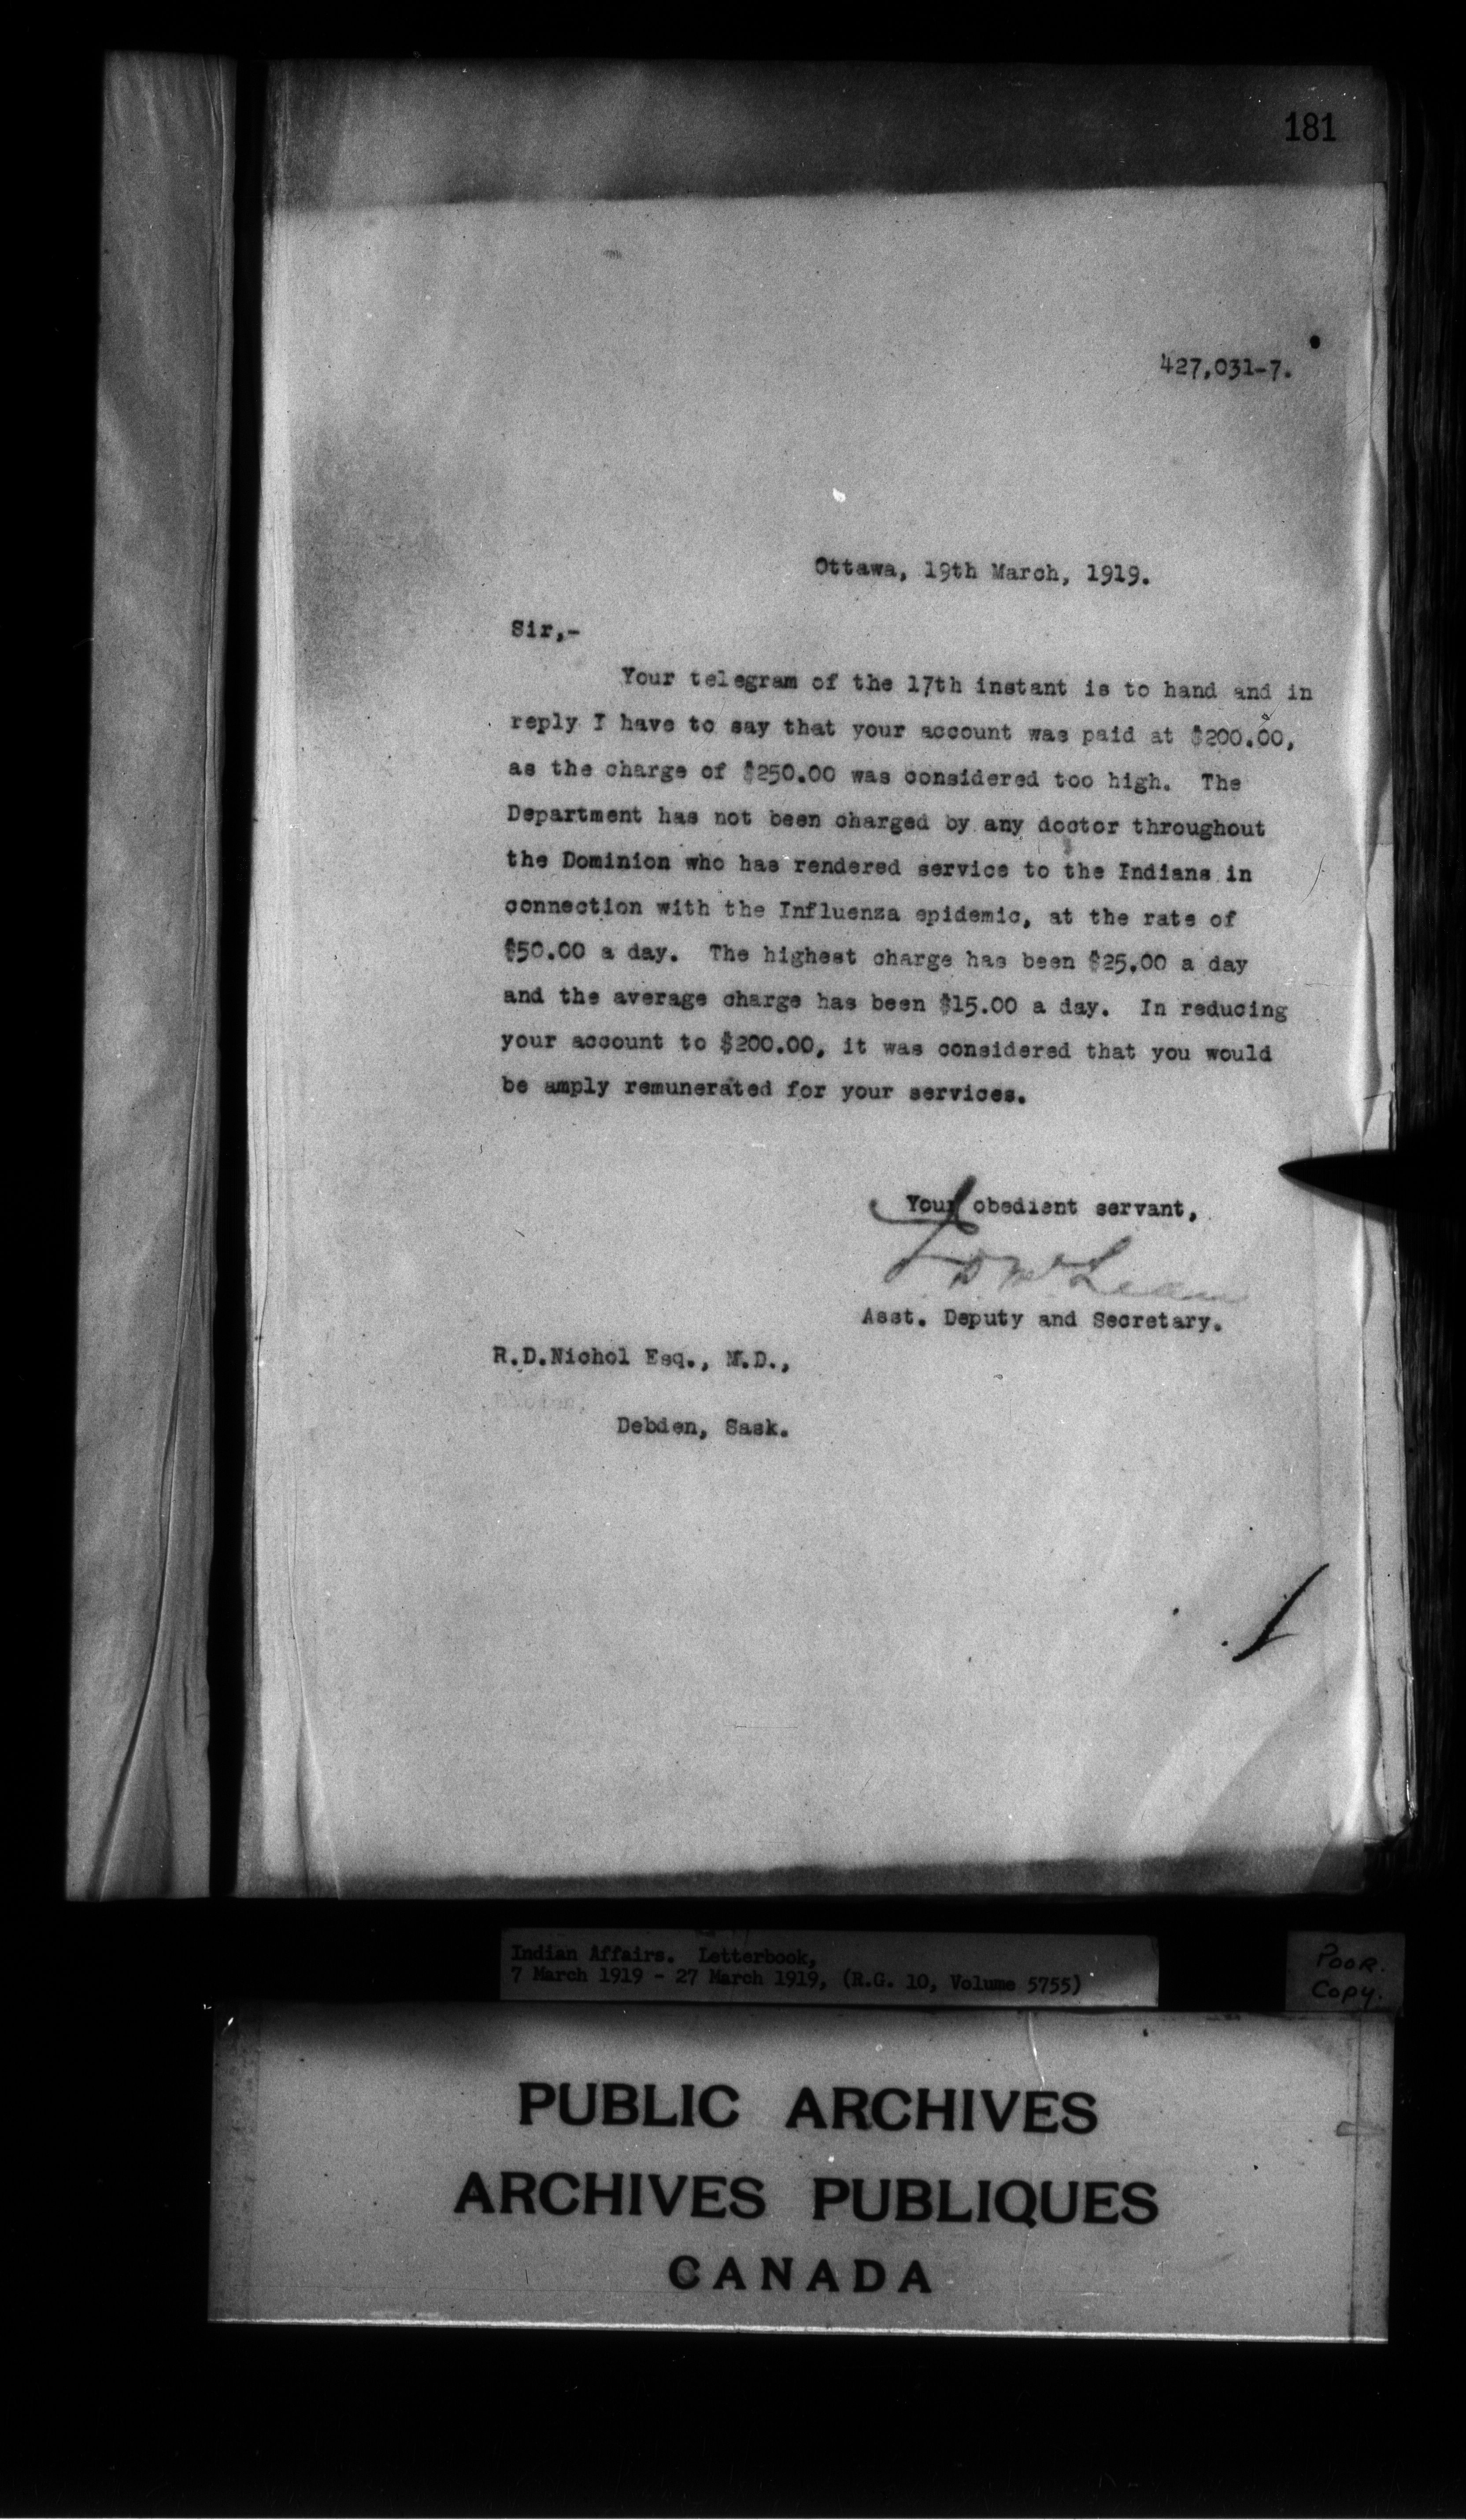 181
427,031-7.
Ottawa, 19th March, 1919.
Sir,-
Your telegram of the 17th instant is to hand and in
reply I have to say that your account was paid at $200.00,
as the charge of $250.00 was considered too high. The
Department has not been charged by any doctor throughout
the Dominion who has rendered service to the Indians in
connection with the Influenza epidemic, at the rate of
$50.00 a day. The highest charge has been $25.00 a day
and the average charge has been $15.00 a day. In reducing
your account to $200.00, it was considered that you would
be amply remunerated for your services.
Your obedient servant,
J D McLean
Asst. Deputy and Secretary.
R.D.Nichol Esq., M.D.,
Debden, Sask.
Indian Affairs. Letterbook,
7 March 1919 - 27 March 1919, (R.G. 10, Volume 5755)
POOR.
Copy.
PUBLIC ARCHIVES
ARCHIVES PUBLIQUES
CANADA